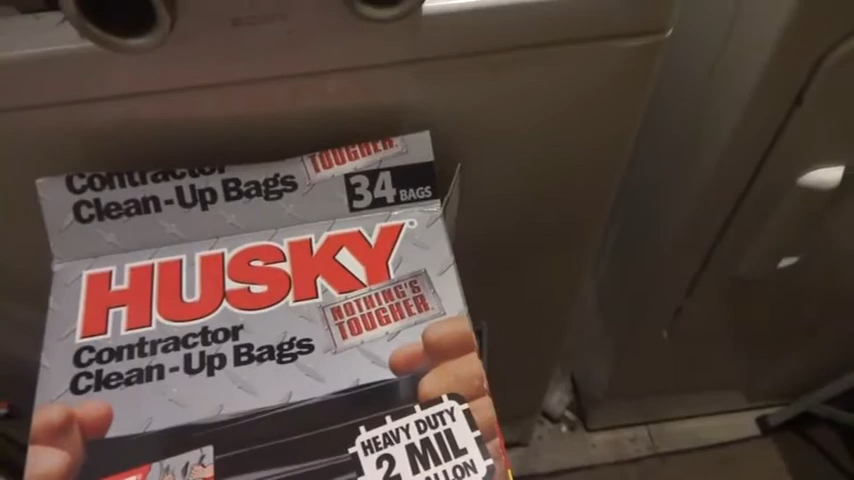 Contractor
Clean-Up Bags
TOUGHER.
34 BAGS
HUSKY
NOTHING'S
TOUGHER.
Contractor
Clean-Up Bags
HEAVY DUTY
2 MIL